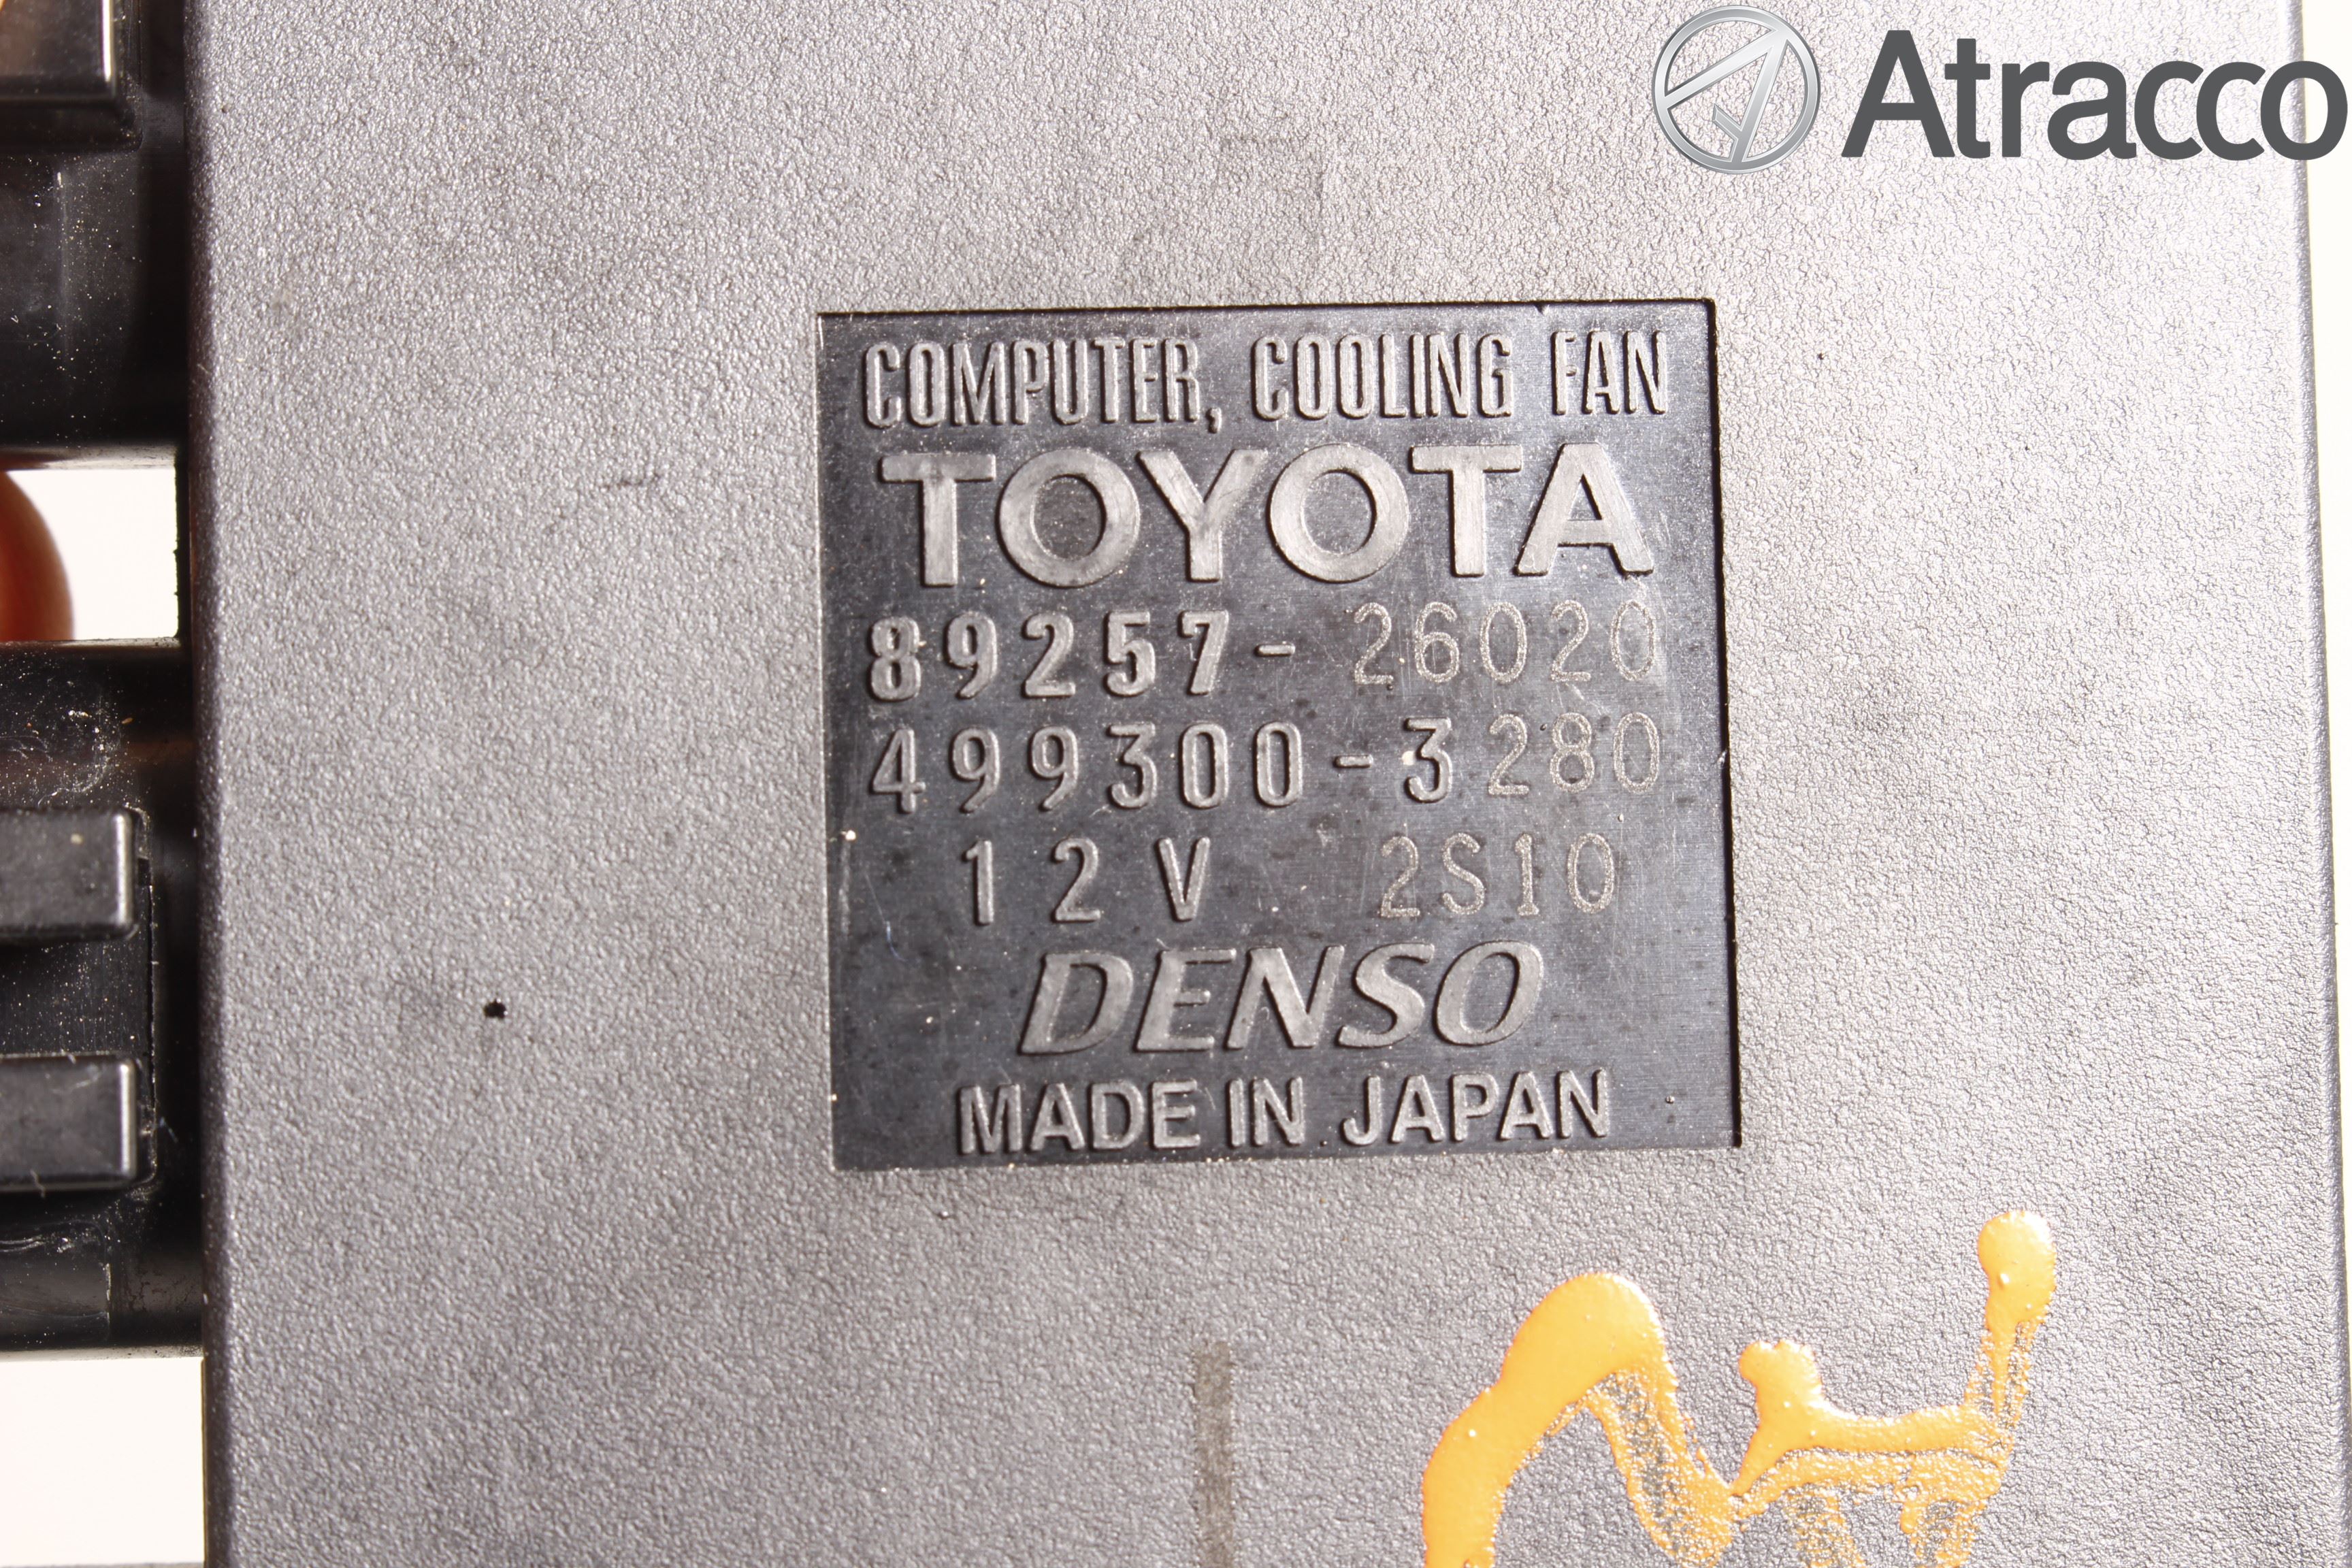 Atracco
COMPUTER, COOLING FAN
TOYOTA
89257-26020
499300-3280
12V 2S10
DENSO
MADE IN JAPAN